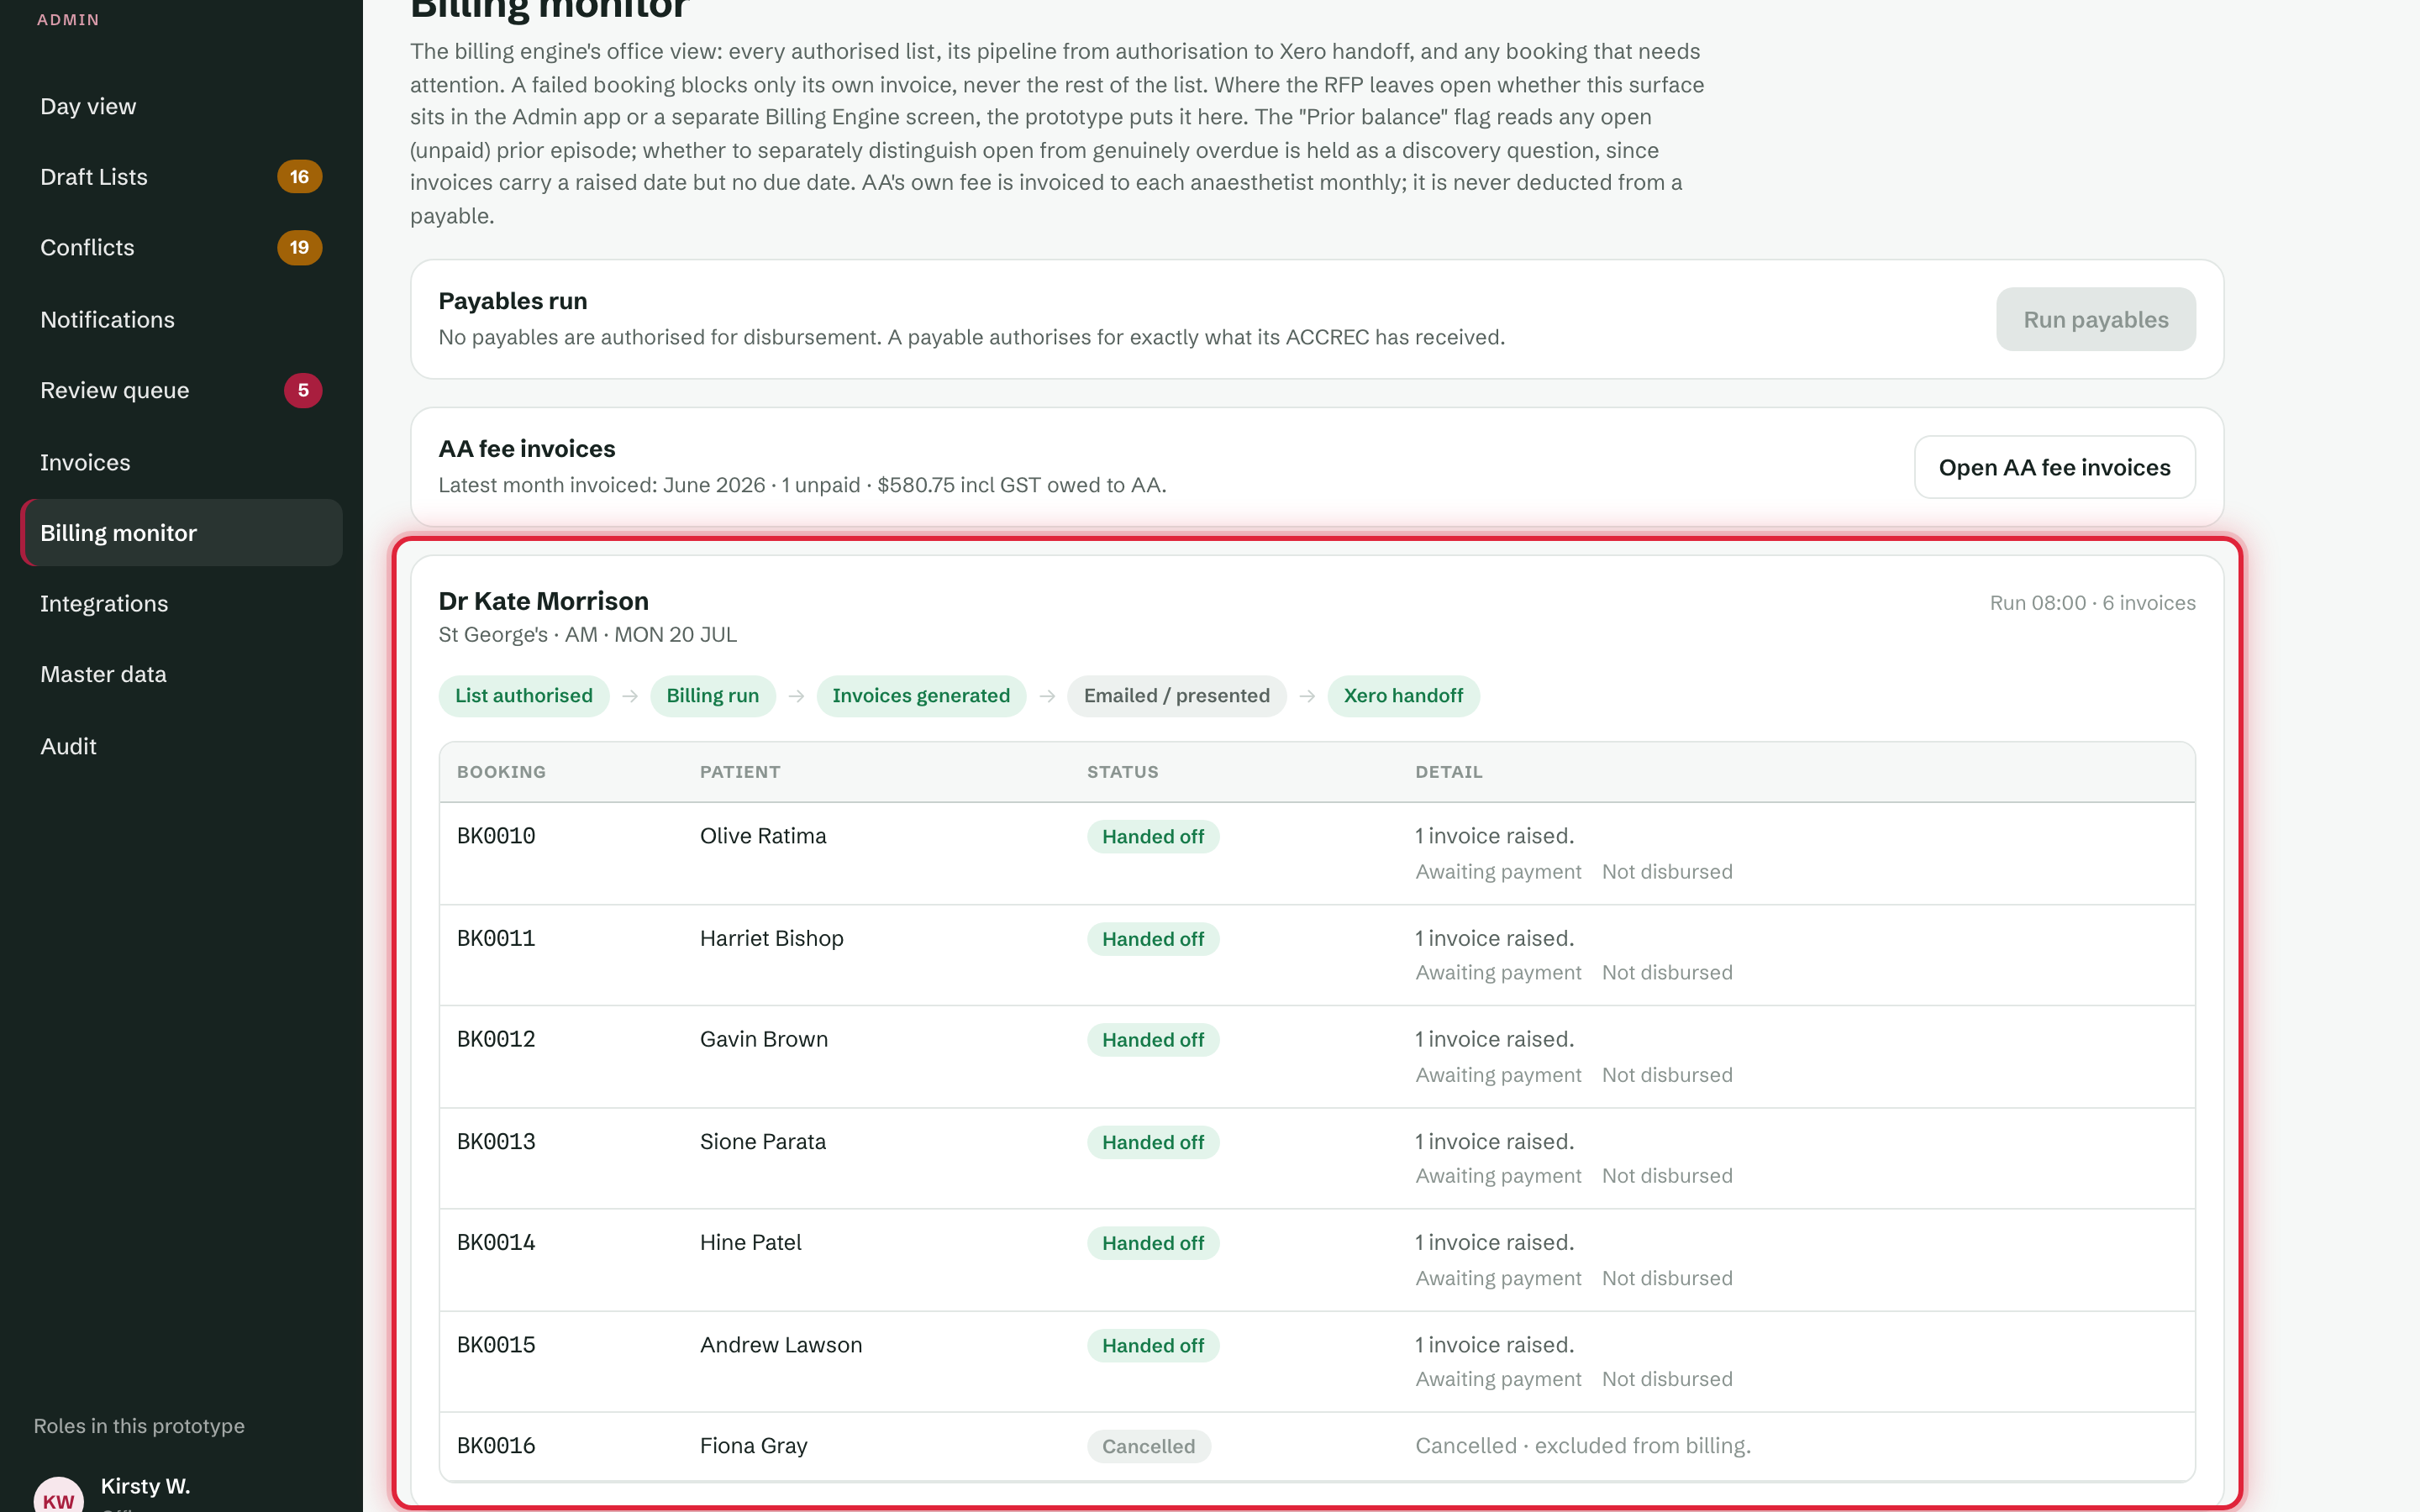 ADMIN
Day view
Draft Lists 16
Conflicts 19
Notifications
Review queue 5
Invoices
Billing monitor
Integrations
Master data
Audit
Roles in this prototype
KW Kirsty W.
Billing monitor
The billing engine's office view: every authorised list, its pipeline from authorisation to Xero handoff, and any booking that needs
attention. A failed booking blocks only its own invoice, never the rest of the list. Where the RFP leaves open whether this surface
sits in the Admin app or a separate Billing Engine screen, the prototype puts it here. The "Prior balance" flag reads any open
(unpaid) prior episode; whether to separately distinguish open from genuinely overdue is held as a discovery question, since
invoices carry a raised date but no due date. AA's own fee is invoiced to each anaesthetist monthly; it is never deducted from a
payable.
Payables run
No payables are authorised for disbursement. A payable authorises for exactly what its ACCREC has received.
Run payables
AA fee invoices
Latest month invoiced: June 2026 · 1 unpaid · $580.75 incl GST owed to AA.
Open AA fee invoices
Dr Kate Morrison
St George's · AM · MON 20 JUL
Run 08:00 · 6 invoices
List authorised → Billing run → Invoices generated → Emailed / presented → Xero handoff
BOOKING PATIENT STATUS DETAIL
BK0010 Olive Ratima Handed off 1 invoice raised.
Awaiting payment Not disbursed
BK0011 Harriet Bishop Handed off 1 invoice raised.
Awaiting payment Not disbursed
BK0012 Gavin Brown Handed off 1 invoice raised.
Awaiting payment Not disbursed
BK0013 Sione Parata Handed off 1 invoice raised.
Awaiting payment Not disbursed
BK0014 Hine Patel Handed off 1 invoice raised.
Awaiting payment Not disbursed
BK0015 Andrew Lawson Handed off 1 invoice raised.
Awaiting payment Not disbursed
BK0016 Fiona Gray Cancelled Cancelled · excluded from billing.